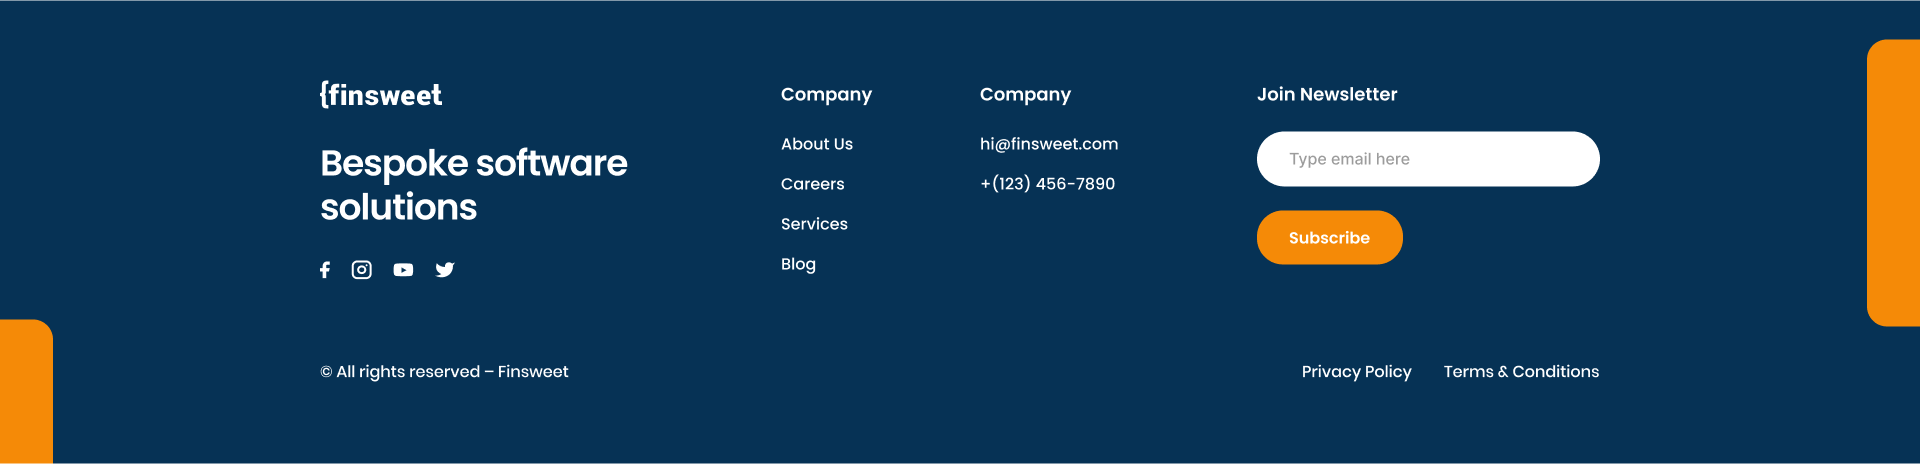 {finsweet
Bespoke software
solutions
Company
About Us
Careers
Services
Blog
Company
hi@finsweet.com
+(123) 456-7890
Join Newsletter
Type email here
Subscribe
© All rights reserved – Finsweet
Privacy Policy
Terms & Conditions